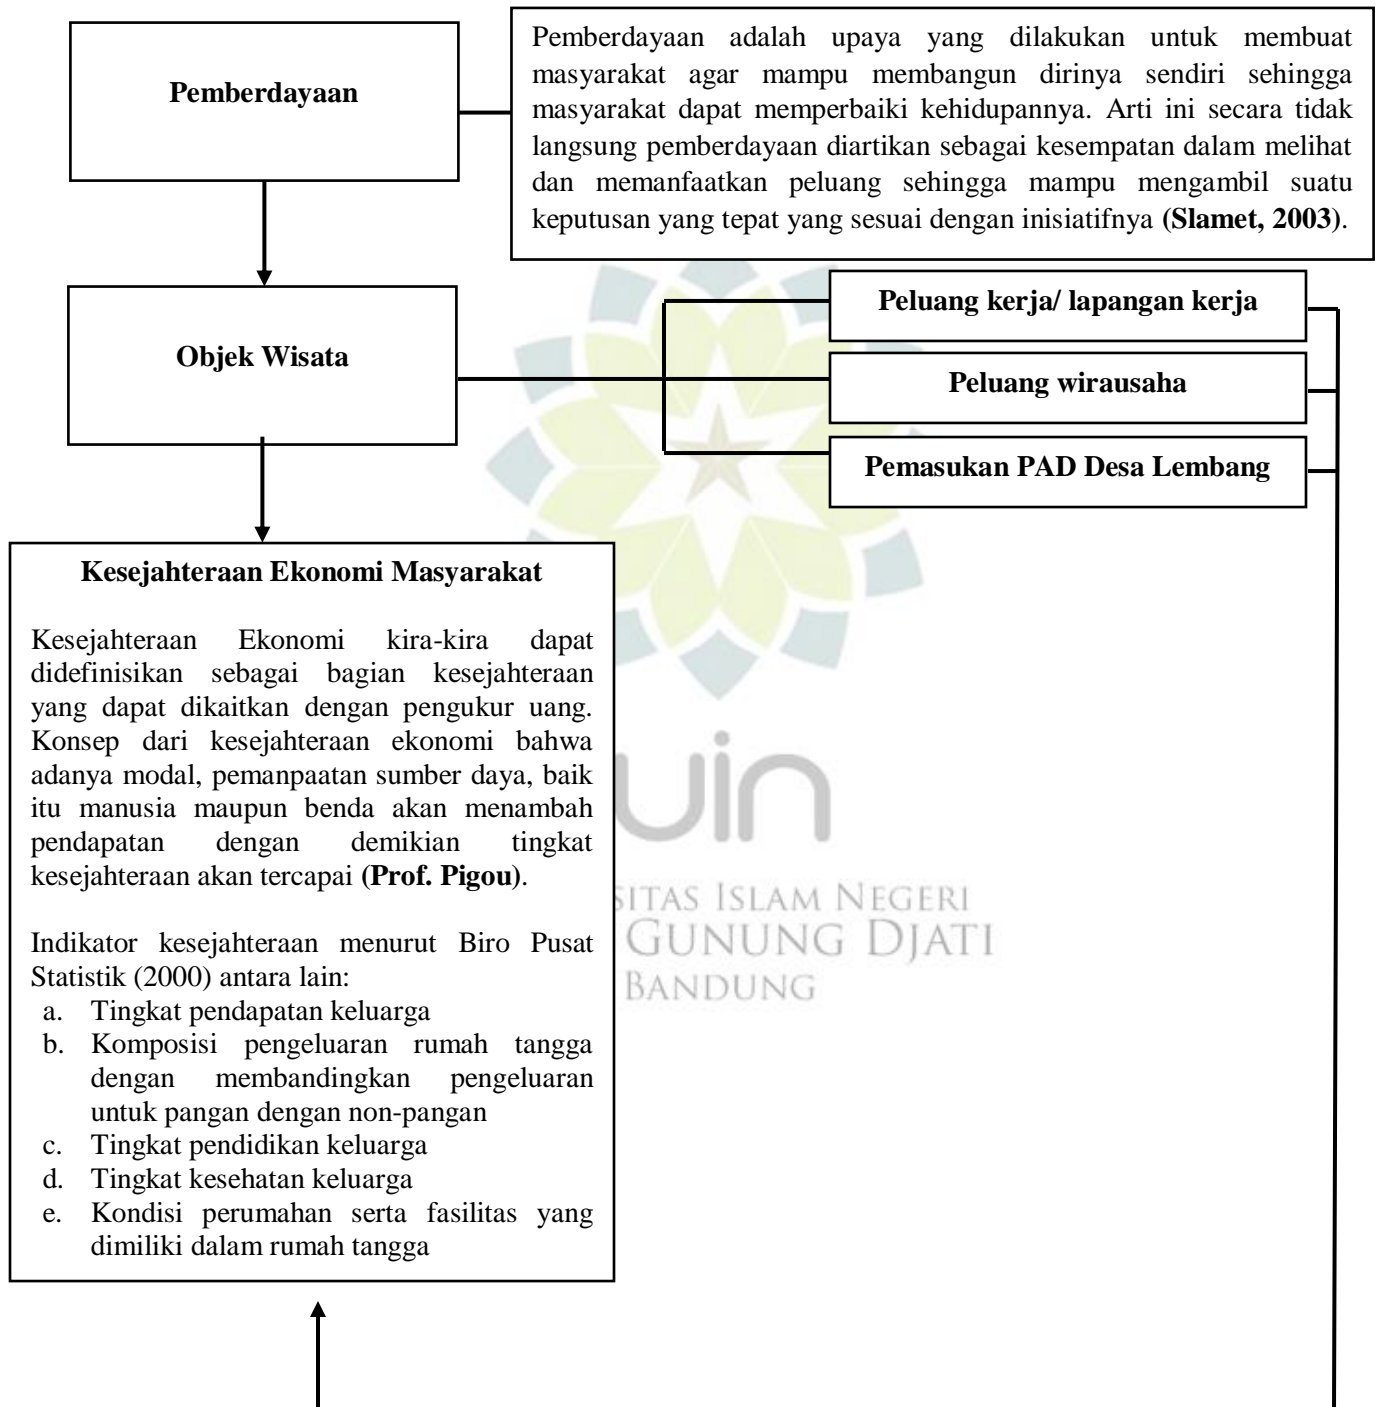 Pemberdayaan
Pemberdayaan adalah upaya yang dilakukan untuk membuat
masyarakat agar mampu membangun dirinya sendiri sehingga
masyarakat dapat memperbaiki kehidupannya. Arti ini secara tidak
langsung pemberdayaan diartikan sebagai kesempatan dalam melihat
dan memanfaatkan peluang sehingga mampu mengambil suatu
keputusan yang tepat yang sesuai dengan inisiatifnya (Slamet, 2003).
Objek Wisata
Peluang kerja/ lapangan kerja
Peluang wirausaha
Pemasukan PAD Desa Lembang
Kesejahteraan Ekonomi Masyarakat
Kesejahteraan Ekonomi kira-kira dapat
didefinisikan sebagai bagian kesejahteraan
yang dapat dikaitkan dengan pengukur uang.
Konsep dari kesejahteraan ekonomi bahwa
adanya modal, pemanpaatan sumber daya, baik
itu manusia maupun benda akan menambah
pendapatan dengan demikian tingkat
kesejahteraan akan tercapai (Prof. Pigou).
Indikator kesejahteraan menurut Biro Pusat
Statistik (2000) antara lain:
a. Tingkat pendapatan keluarga
b. Komposisi pengeluaran rumah tangga
dengan membandingkan pengeluaran
untuk pangan dengan non-pangan
c. Tingkat pendidikan keluarga
d. Tingkat kesehatan keluarga
e. Kondisi perumahan serta fasilitas yang
dimiliki dalam rumah tangga
uin
SITAS ISLAM NEGERI
GUNUNG DJATI
BANDUNG